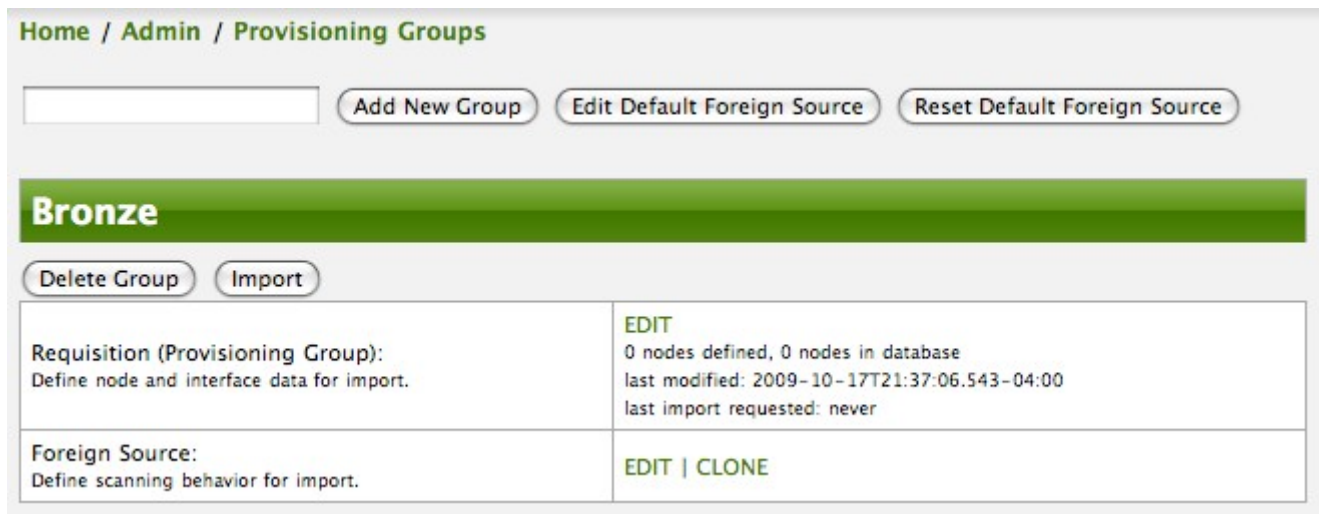 Home / Admin / Provisioning Groups
Add New Group Edit Default Foreign Source Reset Default Foreign Source
Bronze
Delete Group Import
Requisition (Provisioning Group):
Define node and interface data for import.
EDIT
0 nodes defined, 0 nodes in database
last modified: 2009-10-17T21:37:06.543-04:00
last import requested: never
Foreign Source:
Define scanning behavior for import.
EDIT | CLONE